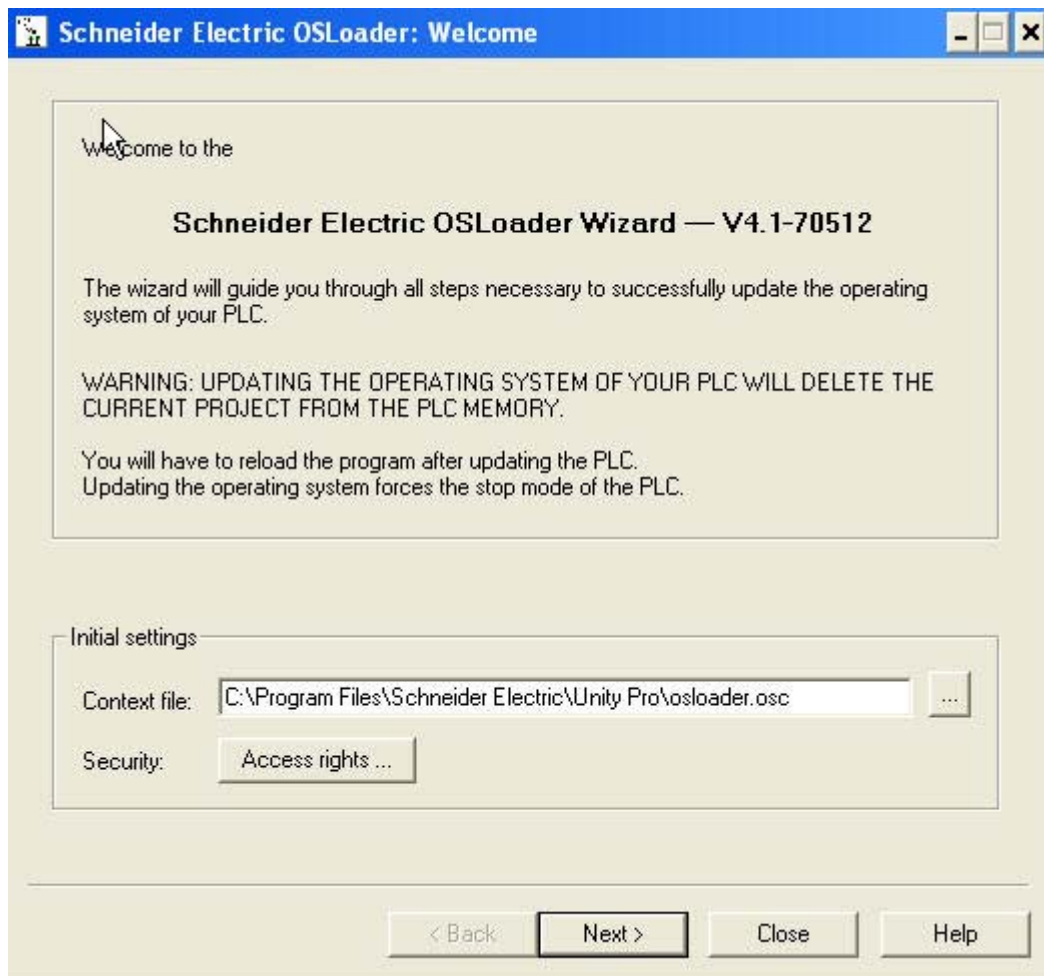 Schneider Electric OSLoader: Welcome
Welcome to the
Schneider Electric OSLoader Wizard — V4.1-70512
The wizard will guide you through all steps necessary to successfully update the operating
system of your PLC.
WARNING: UPDATING THE OPERATING SYSTEM OF YOUR PLC WILL DELETE THE
CURRENT PROJECT FROM THE PLC MEMORY.
You will have to reload the program after updating the PLC.
Updating the operating system forces the stop mode of the PLC.
Initial settings
Context file: C:\Program Files\Schneider Electric\Unity Pro\osloader.osc ...
Security: Access rights ...
< Back Next > Close Help